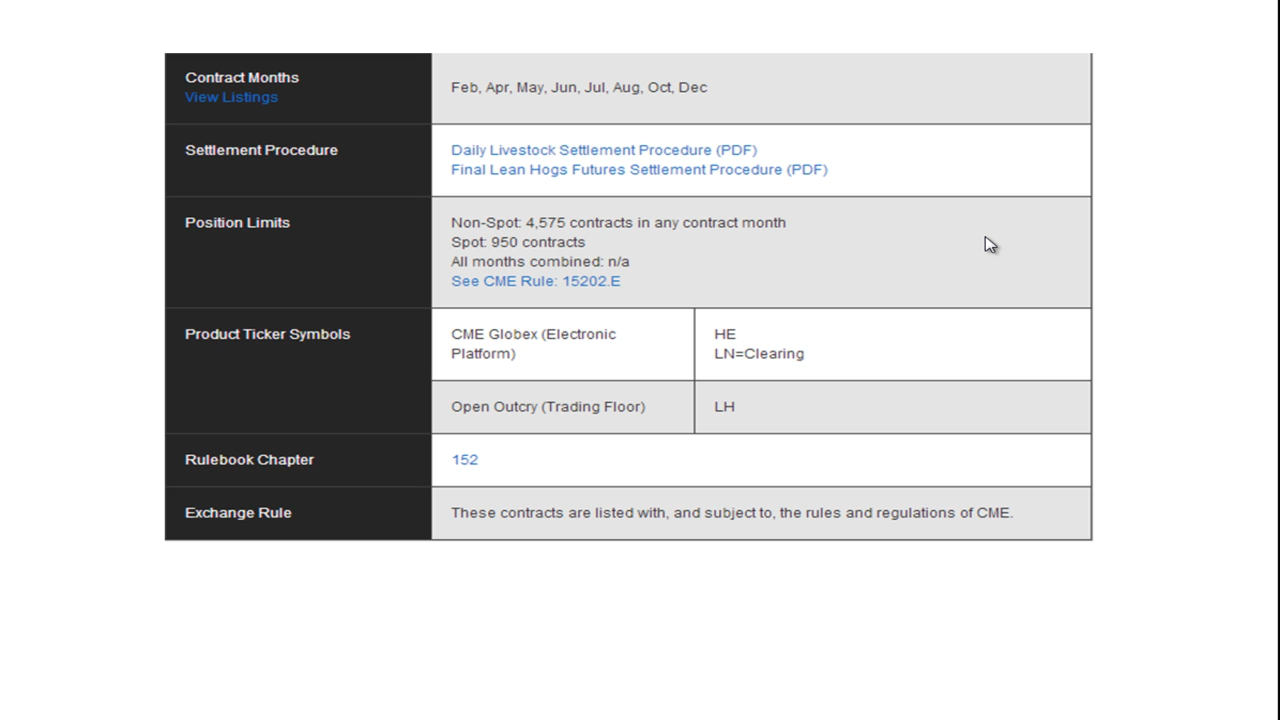 Contract Months
View Listings
Feb, Apr, May, Jun, Jul, Aug, Oct, Dec
Settlement Procedure
Daily Livestock Settlement Procedure (PDF)
Final Lean Hogs Futures Settlement Procedure (PDF)
Position Limits
Non-Spot: 4,575 contracts in any contract month
Spot: 950 contracts
All months combined: n/a
See CME Rule: 15202.E
Product Ticker Symbols
CME Globex (Electronic
Platform)
HE
LN=Clearing
Open Outcry (Trading Floor)
LH
Rulebook Chapter
152
Exchange Rule
These contracts are listed with, and subject to, the rules and regulations of CME.